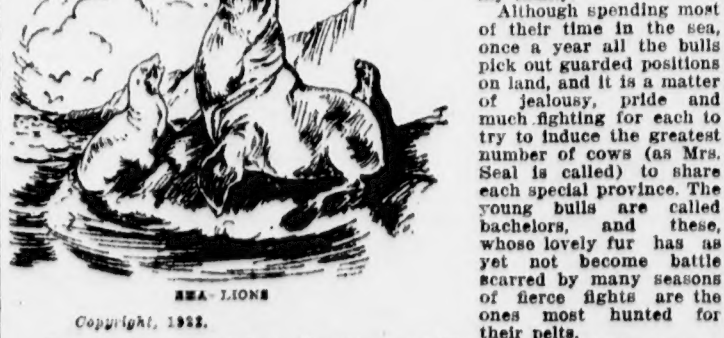 Although spending most
of their time in the sea,
once a year all the bulls
pick out guarded positions
on land, and it is a matter
of jealousy, pride and
much fighting for each to
try to induce the greatest
number of cows (as Mrs.
Seal is called) to share
each special province. The
young bulls are called
bachelors, and these,
whose lovely fur has as
yet not become battle
scarred by many seasons
of fierce fights are the
ones most hunted for
their pelts.
SEA-LIONS
Copyright, 1922.